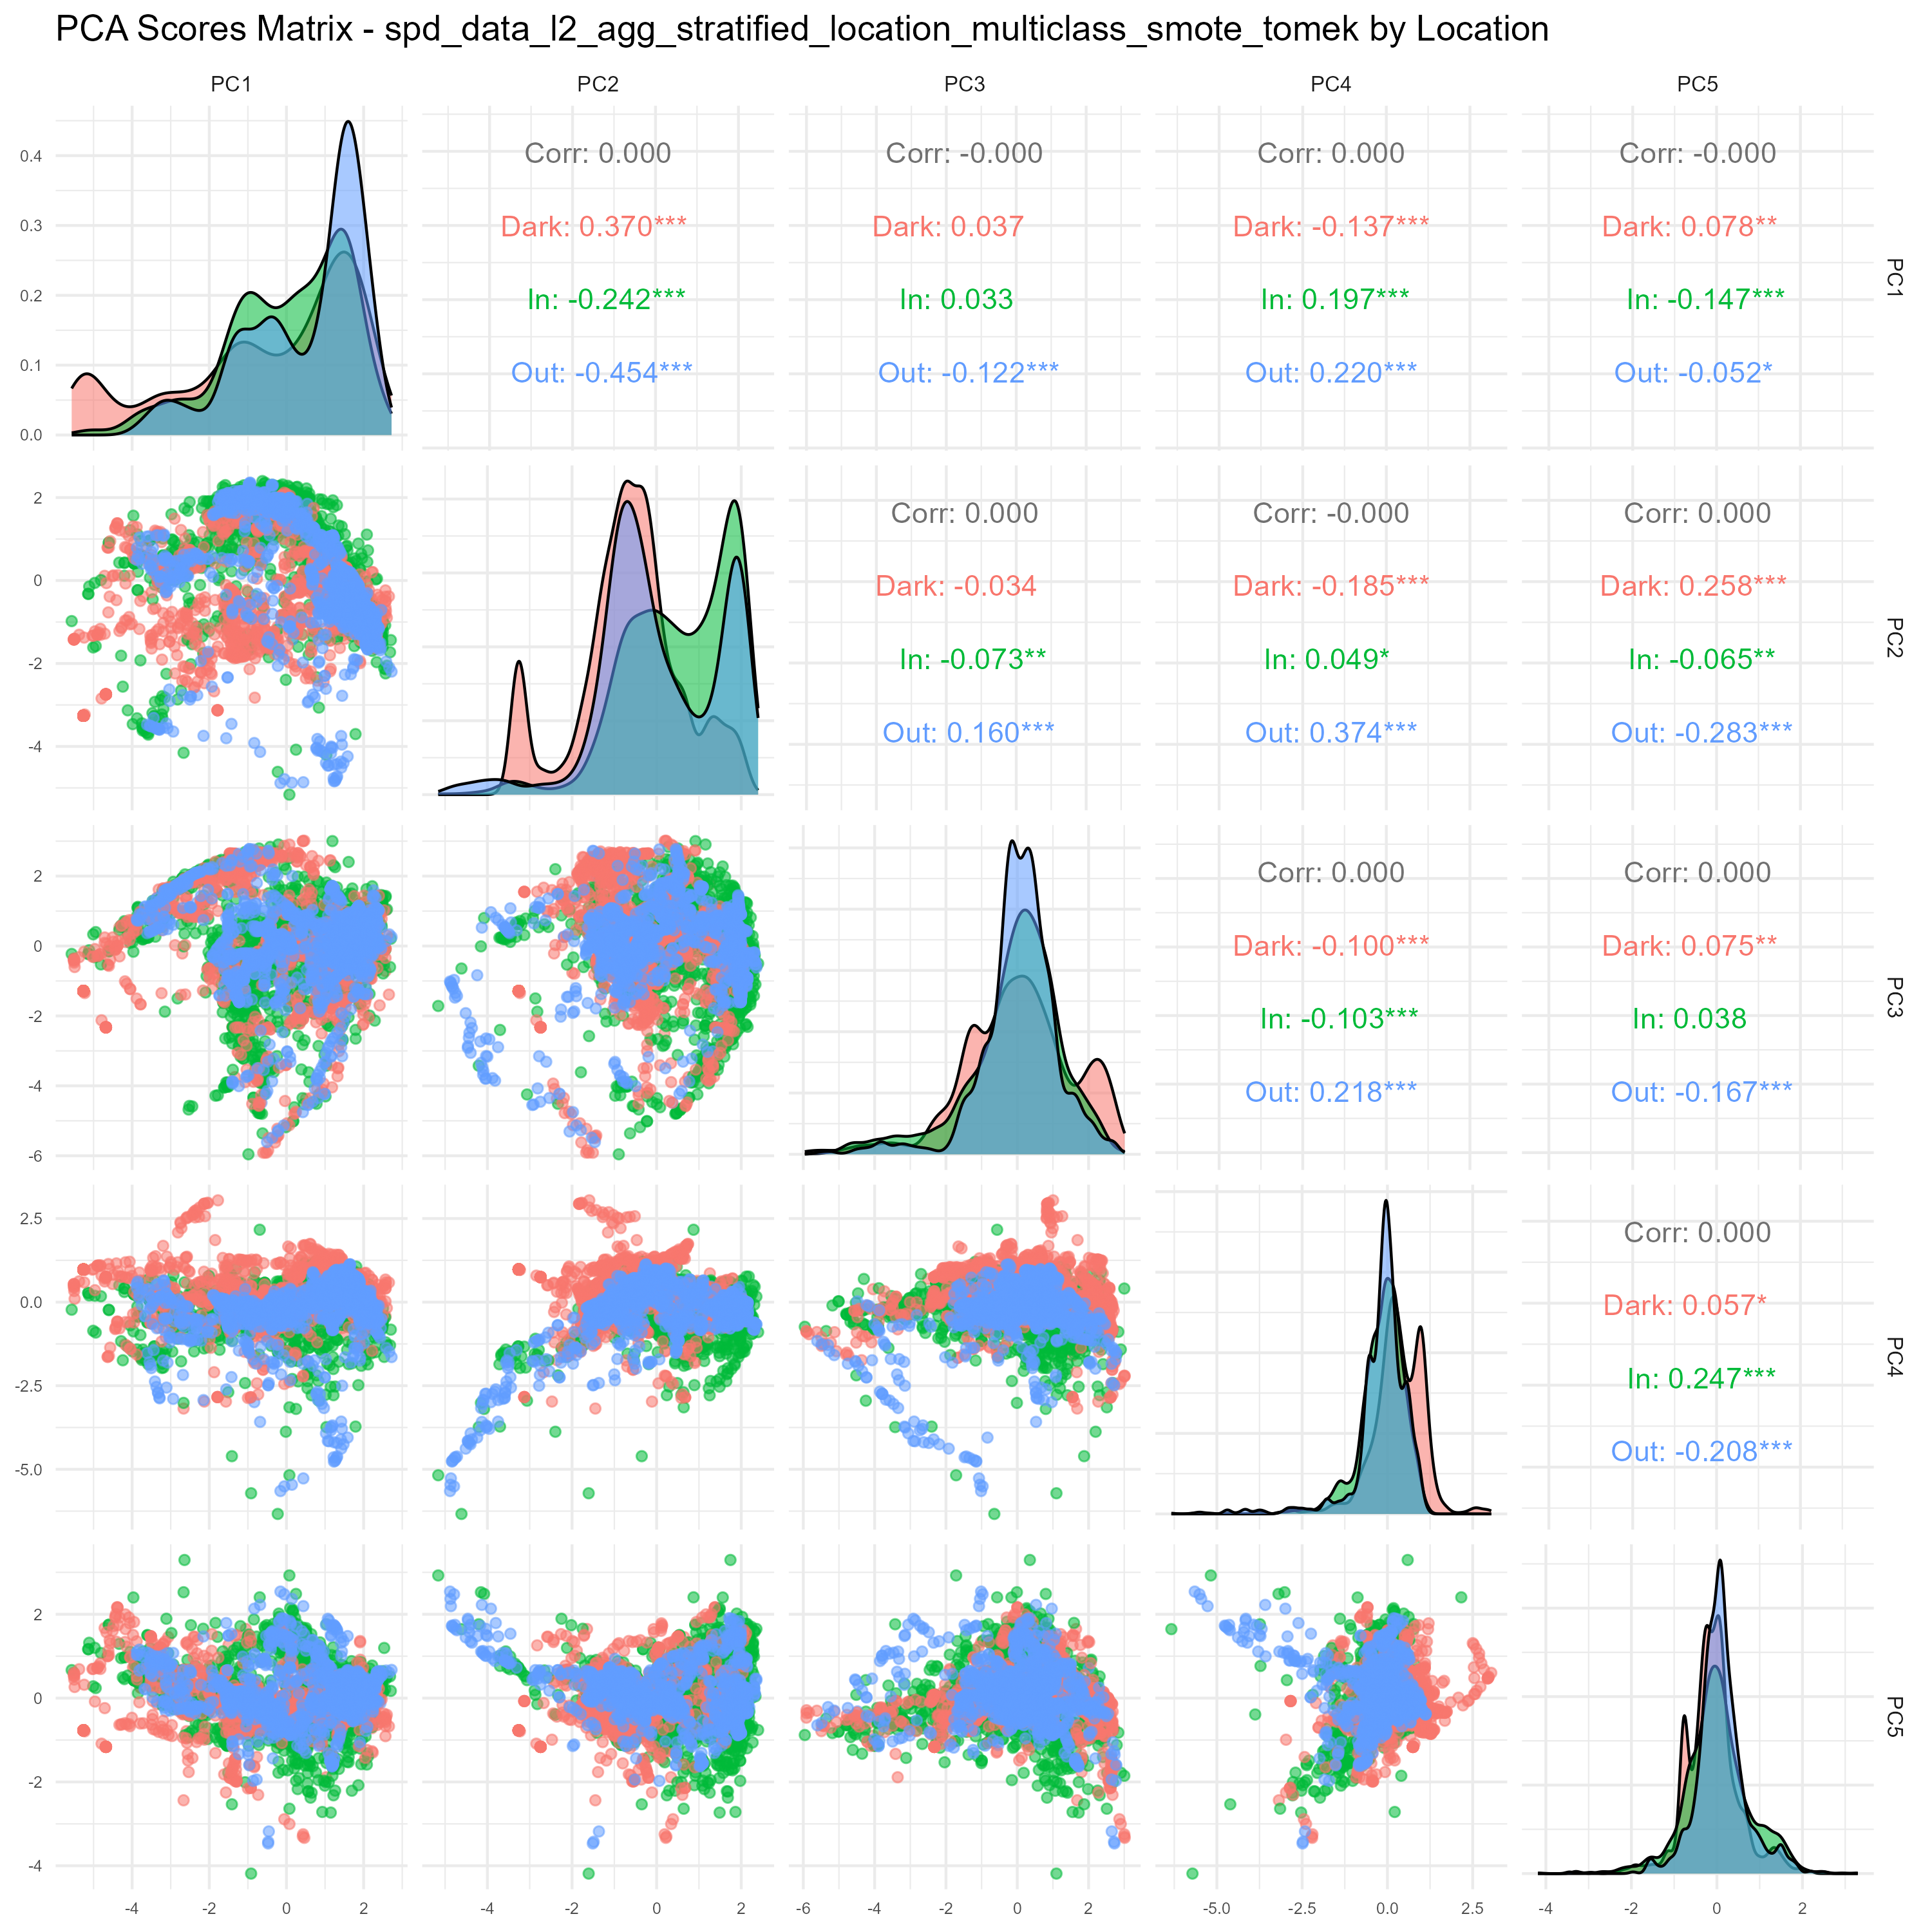 PCA Scores Matrix - spd_data_l2_agg_stratified_location_multiclass_smote_tomek by Location
PC1 PC2 PC3 PC4 PC5
0.4
0.3
0.2
0.1
0.0
Corr: 0.000
Dark: 0.370***
In: -0.242***
Out: -0.454***
Corr: -0.000
Dark: 0.037
In: 0.033
Out: -0.122***
Corr: 0.000
Dark: -0.137***
In: 0.197***
Out: 0.220***
Corr: -0.000
Dark: 0.078**
In: -0.147***
Out: -0.052*
PC1
2
0
-2
-4
Corr: 0.000
Dark: -0.034
In: -0.073**
Out: 0.160***
Corr: -0.000
Dark: -0.185***
In: 0.049*
Out: 0.374***
Corr: 0.000
Dark: 0.258***
In: -0.065**
Out: -0.283***
PC2
2
0
-2
-4
-6
Corr: 0.000
Dark: -0.100***
In: -0.103***
Out: 0.218***
Corr: 0.000
Dark: 0.075**
In: 0.038
Out: -0.167***
PC3
2.5
0.0
-2.5
-5.0
Corr: 0.000
Dark: 0.057*
In: 0.247***
Out: -0.208***
PC4
2
0
-2
-4
PC5
-4 -2 0 2
-4 -2 0 2
-6 -4 -2 0 2
-5.0 -2.5 0.0 2.5
-4 -2 0 2